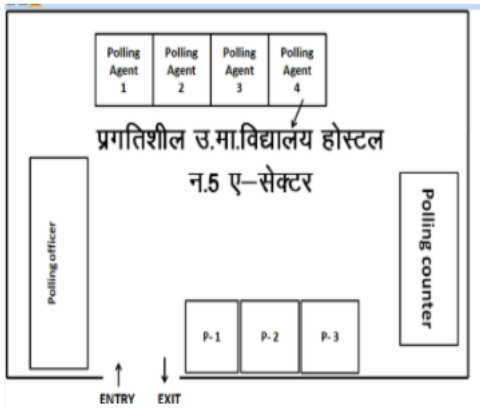 Polling Agent 1
Polling Agent 2
Polling Agent 3
Polling Agent 4
प्रगतिशील उ.मा.विद्यालय होस्टल
न.5 ए-सेक्टर
Polling officer
Polling counter
P-1
P-2
P-3
ENTRY
EXIT